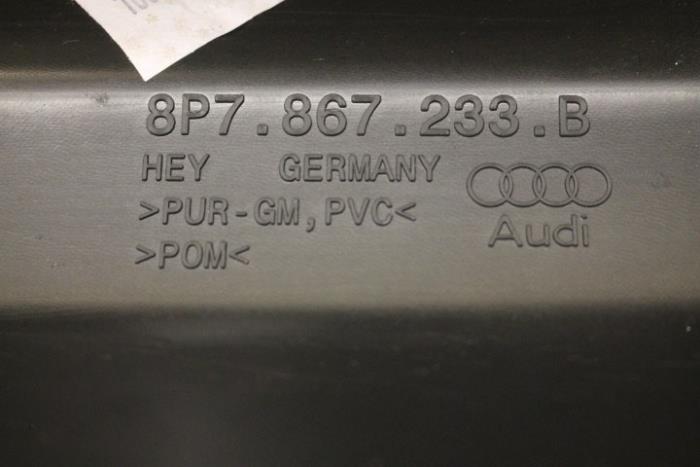 8P7.867.233.B
HEY GERMANY
>PUR-GM,PVC<
>POM<
Audi